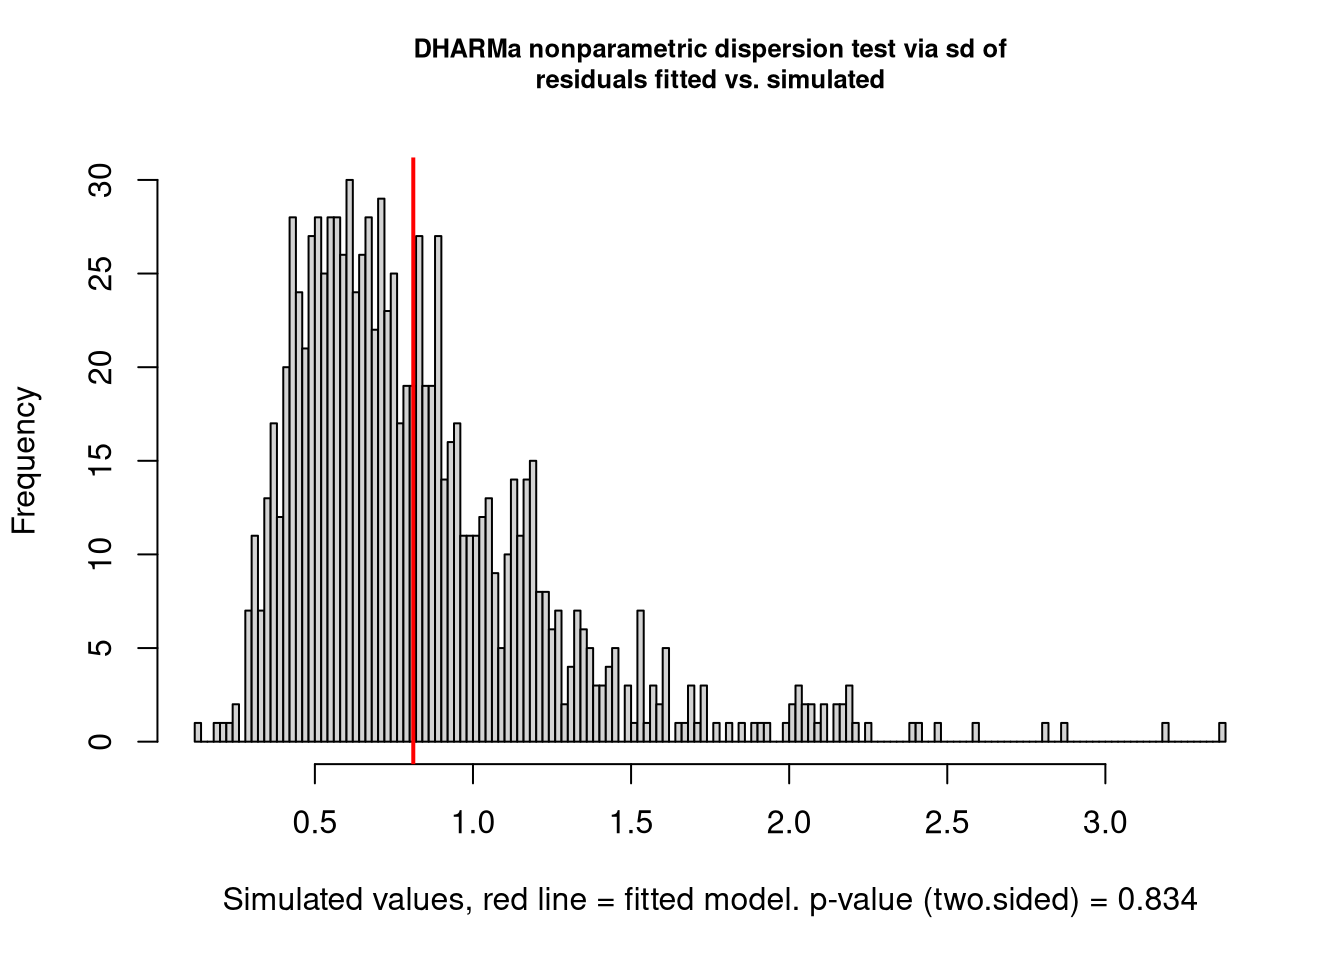 DHARMa nonparametric dispersion test via sd of
residuals fitted vs. simulated
Frequency
30
25
20
15
10
5
0
0.5 1.0 1.5 2.0 2.5 3.0
Simulated values, red line = fitted model. p-value (two.sided) = 0.834